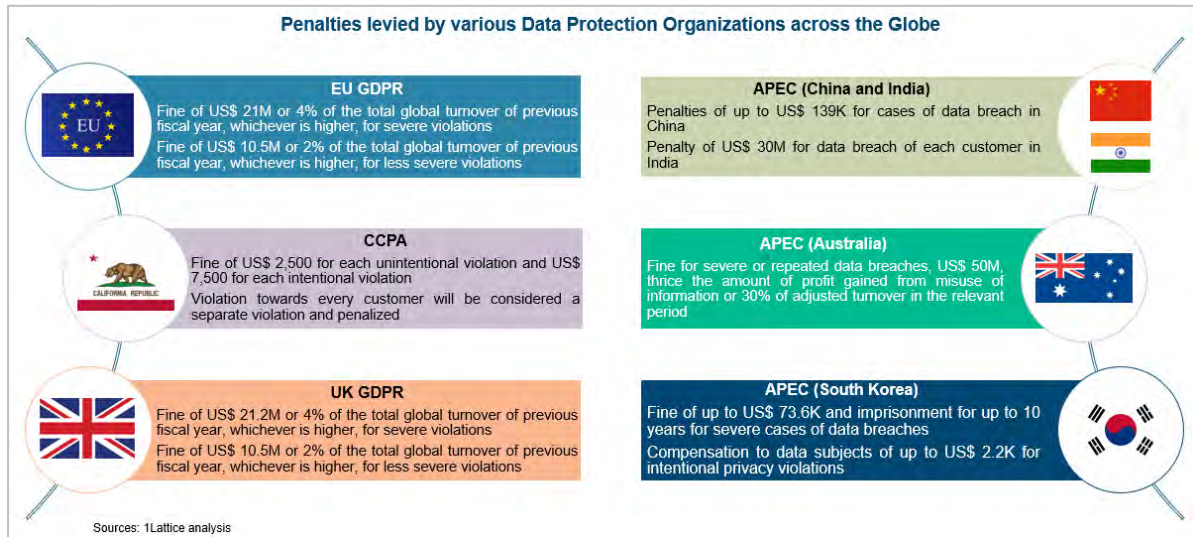 Penalties levied by various Data Protection Organizations across the Globe
EU
EU GDPR
Fine of US$ 21M or 4% of the total global turnover of previous
fiscal year, whichever is higher, for severe violations
Fine of US$ 10.5M or 2% of the total global turnover of previous
fiscal year, whichever is higher, for less severe violations
APEC (China and India)
Penalties of up to US$ 139K for cases of data breach in
China
Penalty of US$ 30M for data breach of each customer in
India
CALIFORNIA REPUBLIC
CCPA
Fine of US$ 2,500 for each unintentional violation and US$
7,500 for each intentional violation
Violation towards every customer will be considered a
separate violation and penalized
APEC (Australia)
Fine for severe or repeated data breaches, US$ 50M,
thrice the amount of profit gained from misuse of
information or 30% of adjusted turnover in the relevant
period
UK GDPR
Fine of US$ 21.2M or 4% of the total global turnover of previous
fiscal year, whichever is higher, for severe violations
Fine of US$ 10.5M or 2% of the total global turnover of previous
fiscal year, whichever is higher, for less severe violations
APEC (South Korea)
Fine of up to US$ 73.6K and imprisonment for up to 10
years for severe cases of data breaches
Compensation to data subjects of up to US$ 2.2K for
intentional privacy violations
Sources: 1Lattice analysis